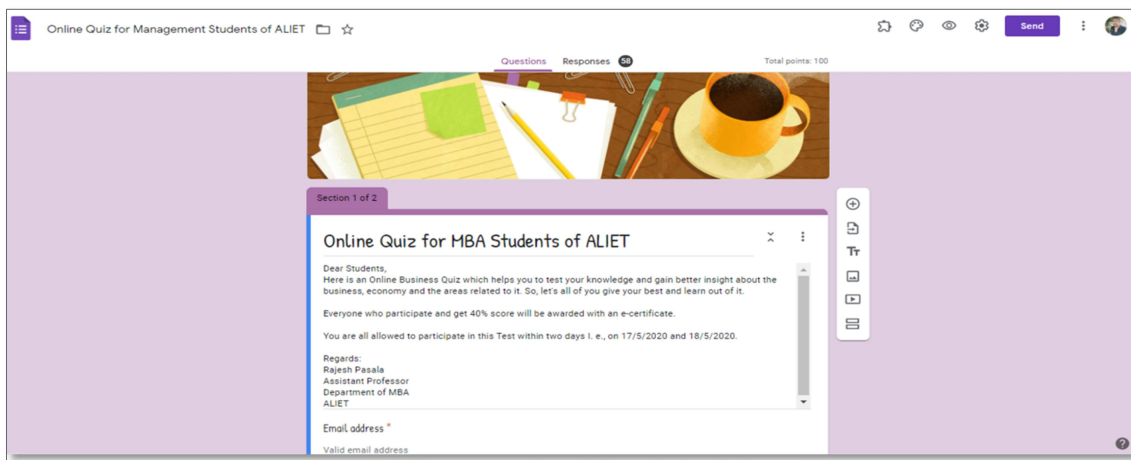 Online Quiz for Management Students of ALIET
Send
Questions Responses 58
Total points: 100
Section 1 of 2
Online Quiz for MBA Students of ALIET
Dear Students,
Here is an Online Business Quiz which helps you to test your knowledge and gain better insight about the
business, economy and the areas related to it. So, let's all of you give your best and learn out of it.
Everyone who participate and get 40% score will be awarded with an e-certificate.
You are all allowed to participate in this Test within two days I. e., on 17/5/2020 and 18/5/2020.
Regards:
Rajesh Pasala
Assistant Professor
Department of MBA
ALIET
Email address *
Valid email address